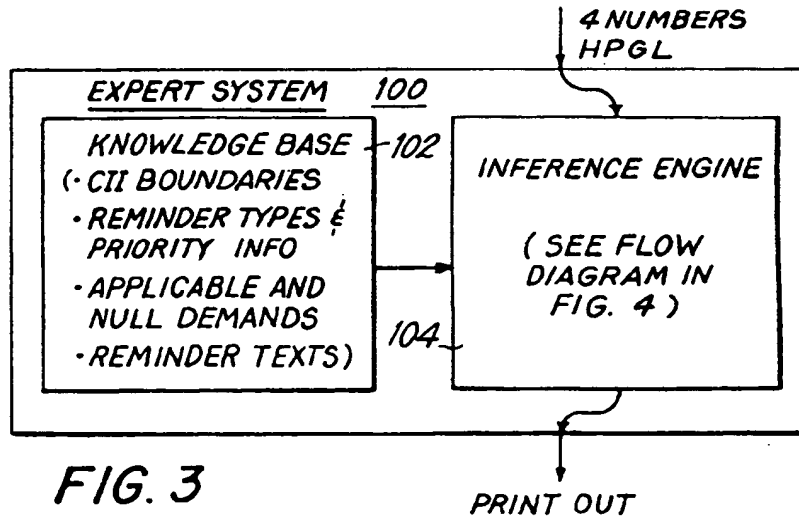 4 NUMBERS
HPGL
EXPERT SYSTEM 100
KNOWLEDGE BASE
102
(• CII BOUNDARIES
• REMINDER TYPES &
PRIORITY INFO
• APPLICABLE AND
NULL DEMANDS
• REMINDER TEXTS)
INFERENCE ENGINE
(SEE FLOW
DIAGRAM IN
FIG. 4)
104
FIG. 3
PRINT OUT